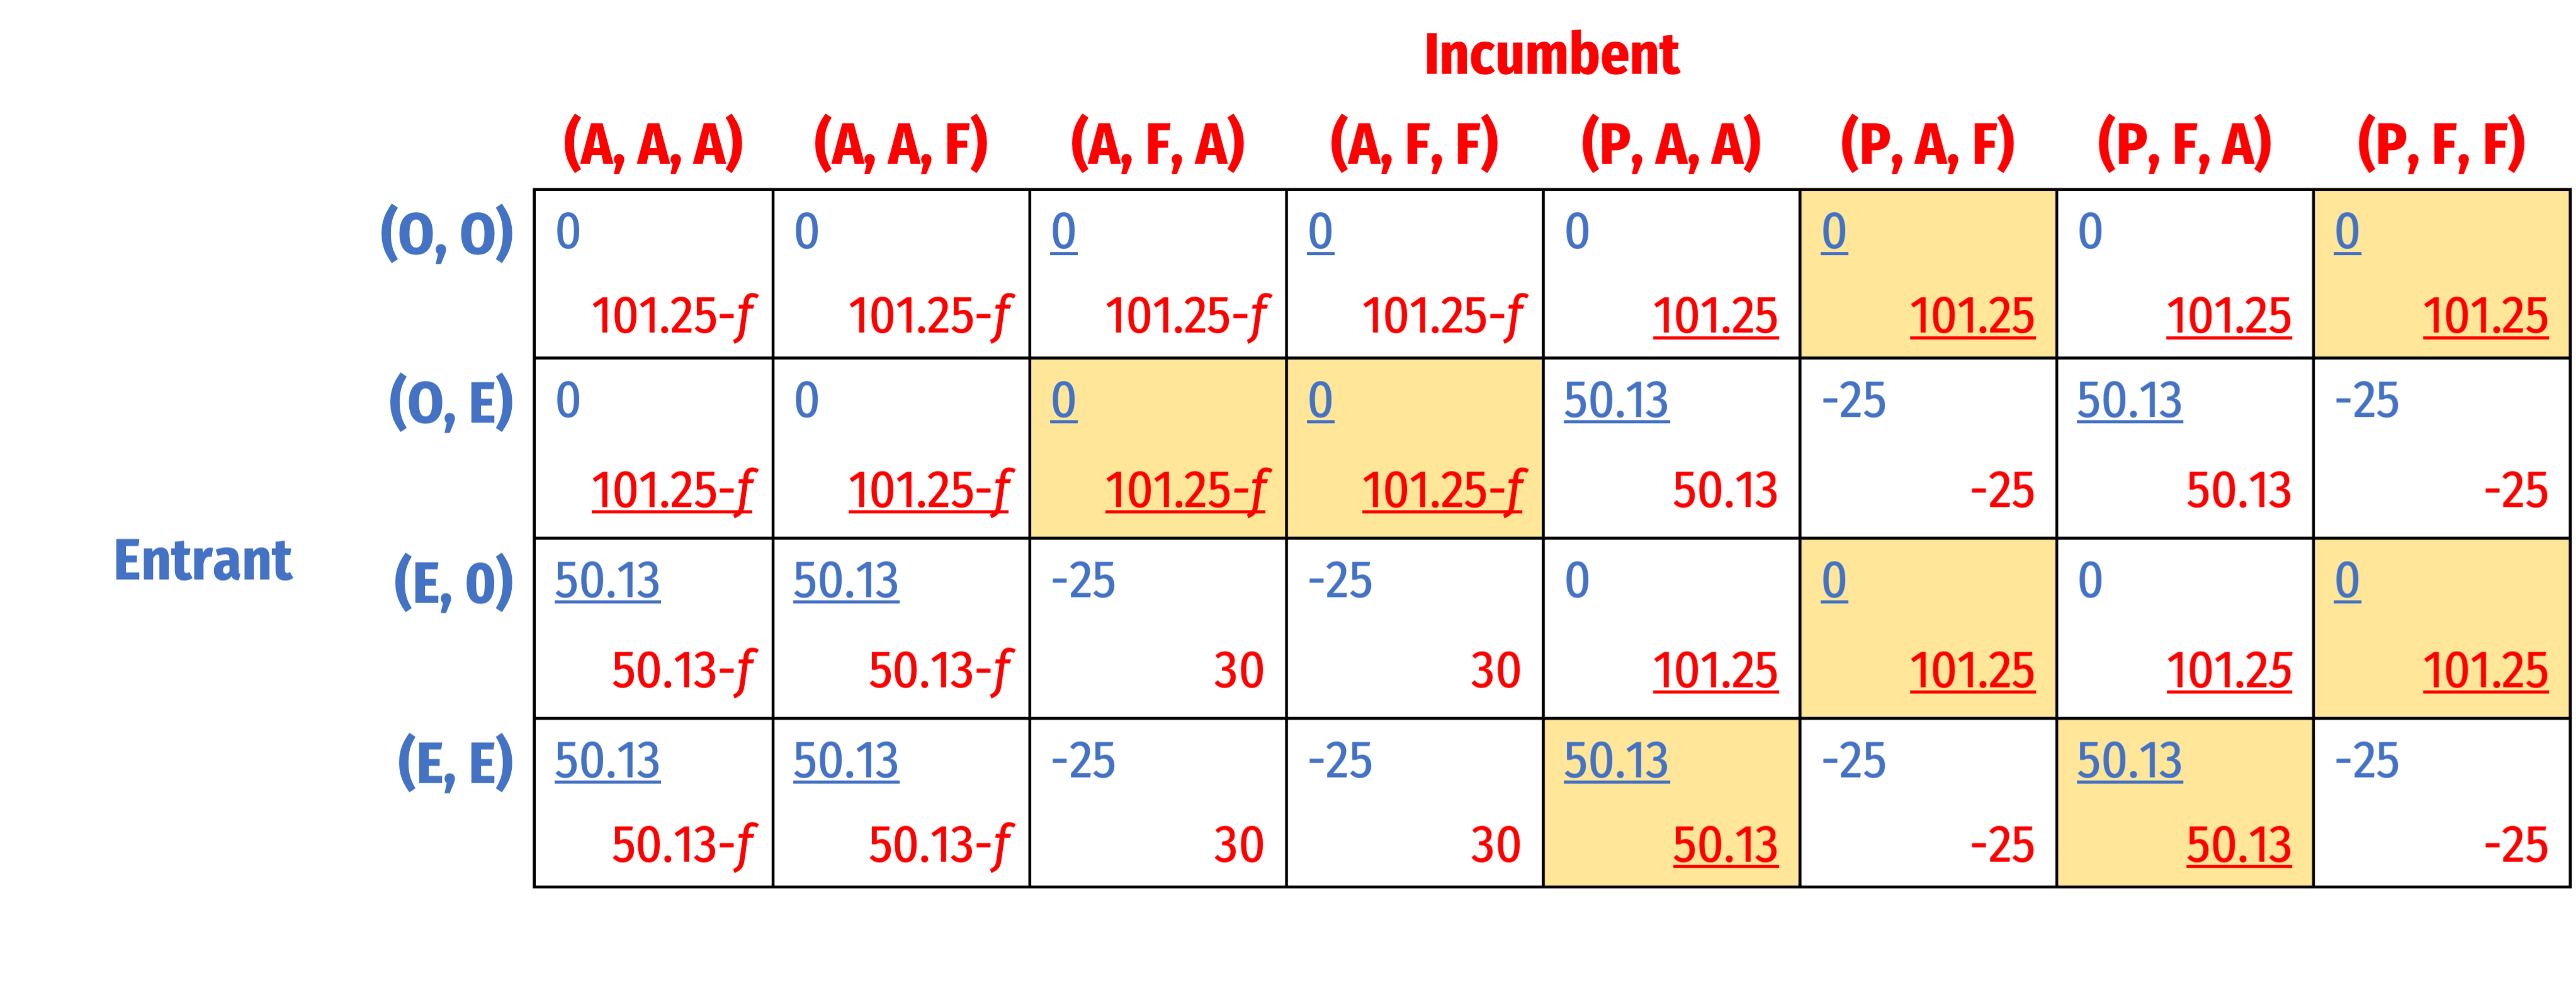 Incumbent
(A, A, A) (A, A, F) (A, F, A) (A, F, F) (P, A, A) (P, A, F) (P, F, A) (P, F, F)
(O, O) 0 0 0 0 0 0 0 0
101.25-f 101.25-f 101.25-f 101.25-f 101.25 101.25 101.25 101.25
(O, E) 0 0 0 0 50.13 -25 50.13 -25
101.25-f 101.25-f 101.25-f 101.25-f 50.13 -25 50.13 -25
Entrant
(E, 0) 50.13 50.13 -25 -25 0 0 0 0
50.13-f 50.13-f 30 30 101.25 101.25 101.25 101.25
(E, E) 50.13 50.13 -25 -25 50.13 -25 50.13 -25
50.13-f 50.13-f 30 30 50.13 -25 50.13 -25